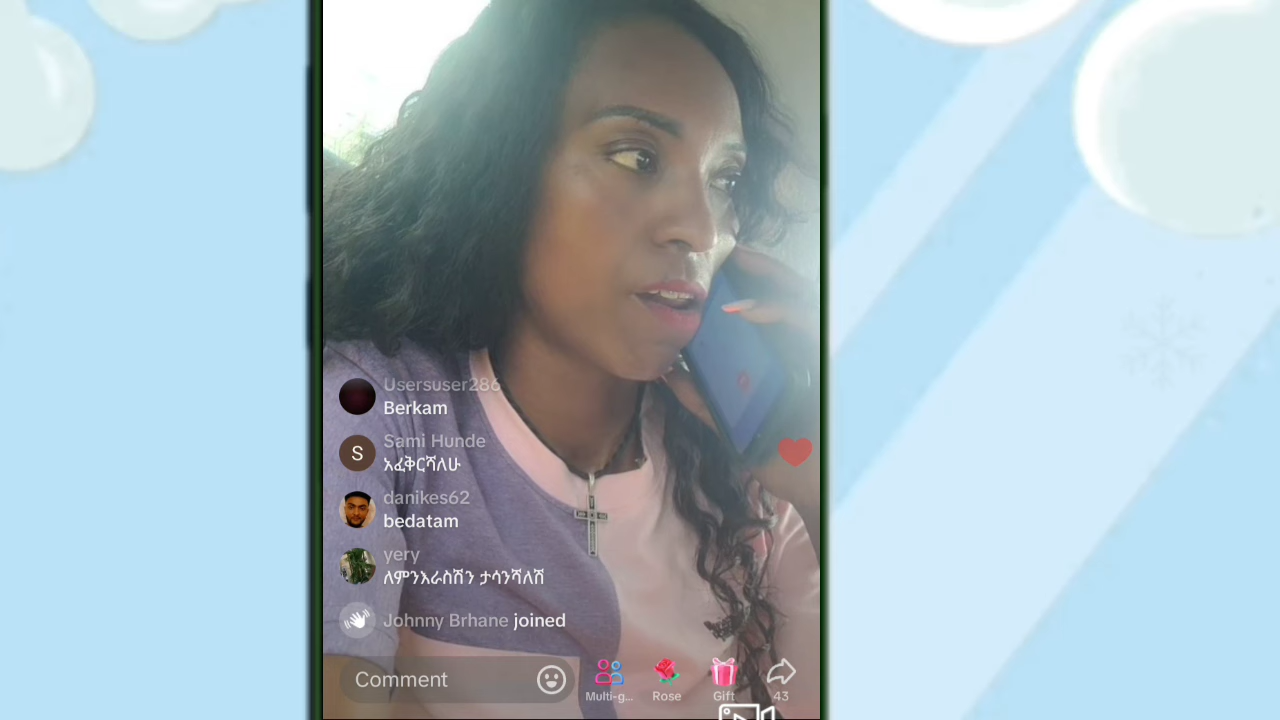 Usersuser286
Berkam
S
Sami Hunde
አፈቅርሻለሁ
danikes62
bedatam
yery
ለምንእራስሽን ታሳንሻለሽ
Johnny Brhane joined
Comment
Multi-g...
Rose
Gift
43